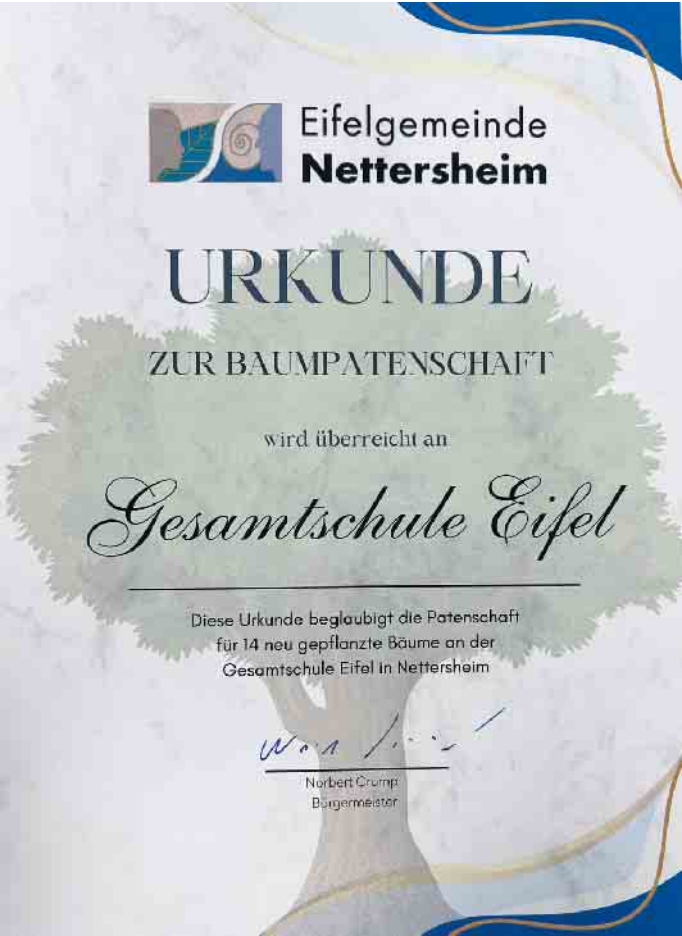 Eifelgemeinde
Nettersheim
URKUNDE
ZUR BAUMPATENSCHAFT
wird überreicht an
Gesamtschule Eifel
Diese Urkunde beglaubigt die Patenschaft
für 14 neu gepflanzte Bäume an der
Gesamtschule Eifel in Nettersheim
Norbert Crump
Bürgermeister